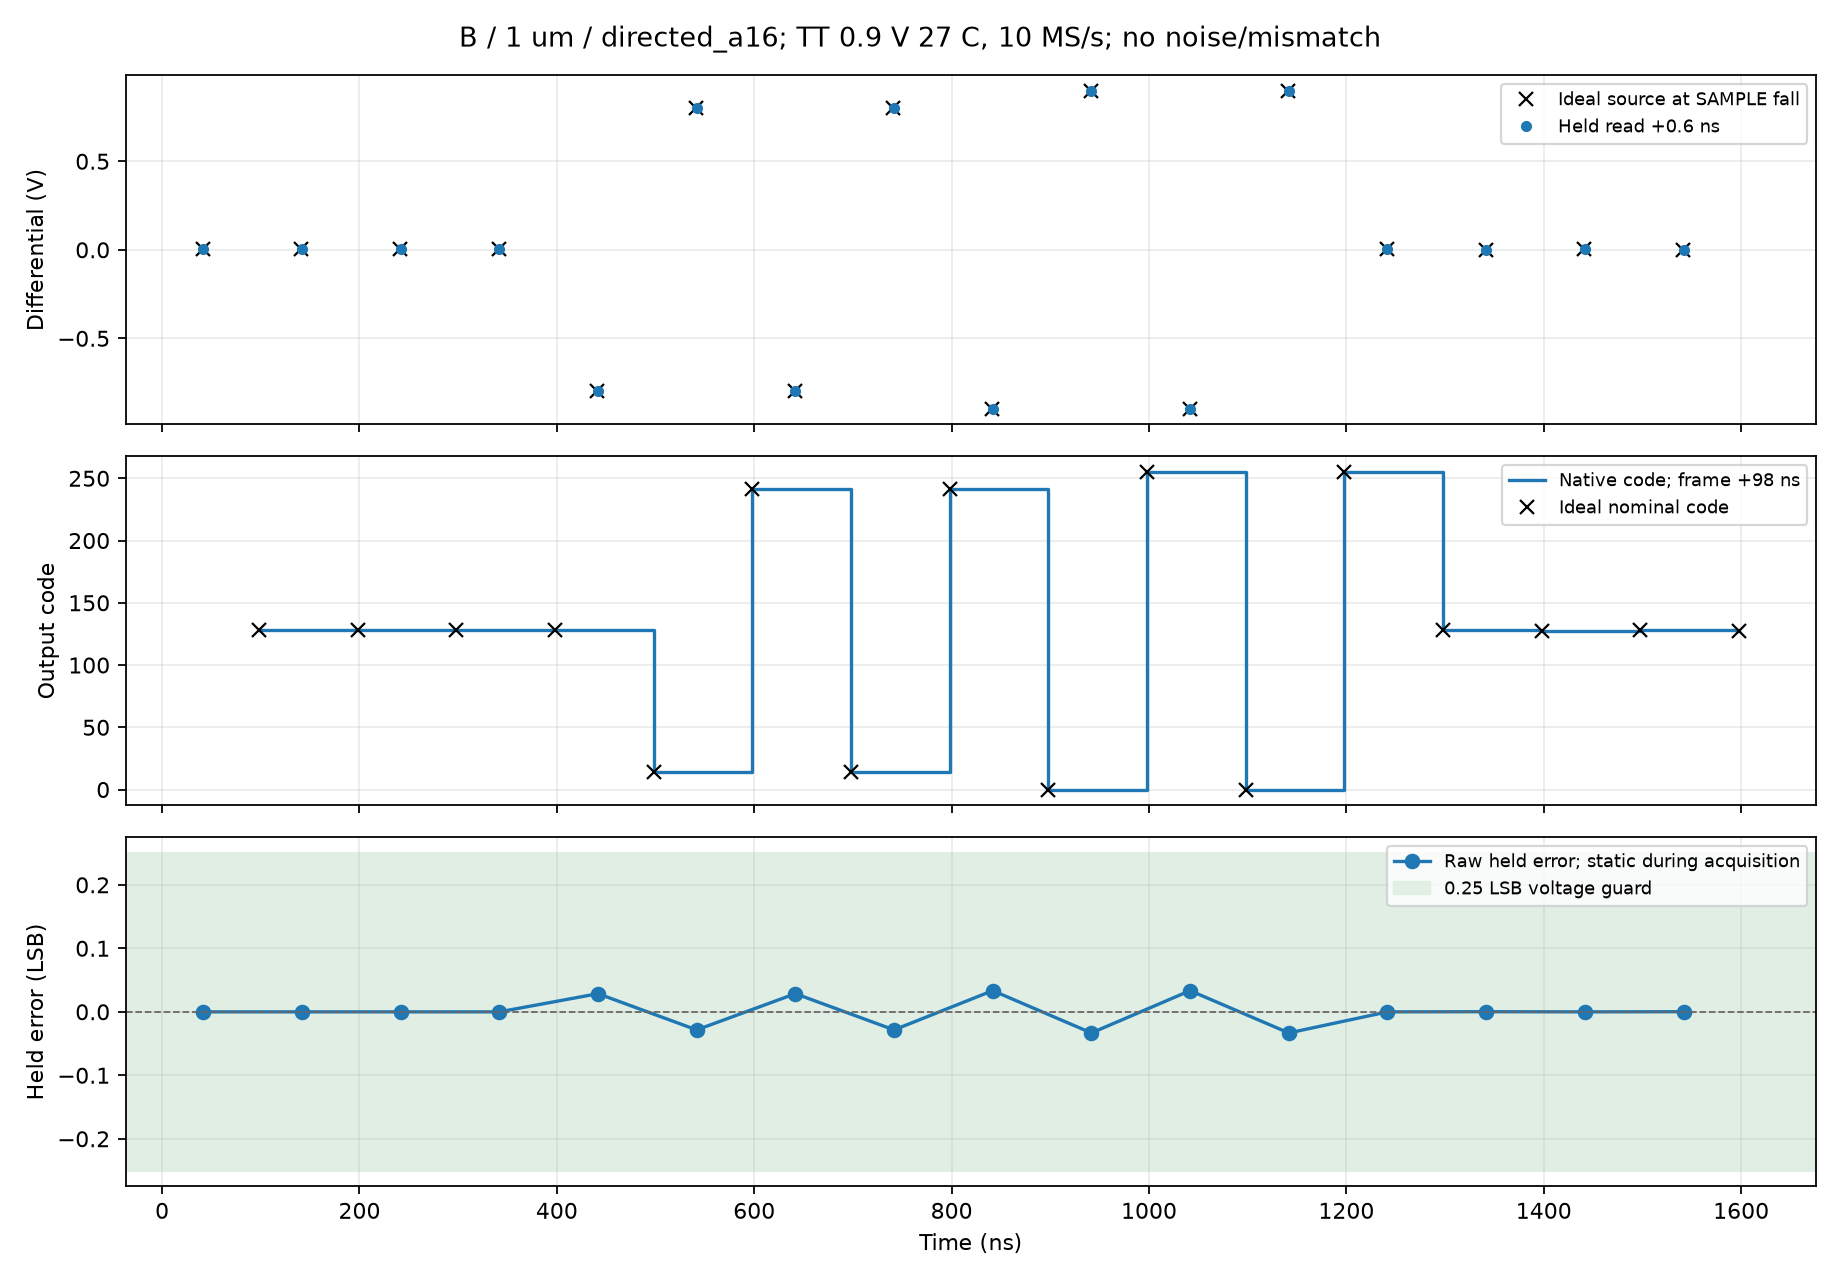 B / 1 um / directed_a16; TT 0.9 V 27 C, 10 MS/s; no noise/mismatch
Differential (V)
0.5
0.0
−0.5
Ideal source at SAMPLE fall
Held read +0.6 ns
Output code
250
200
150
100
50
0
Native code; frame +98 ns
Ideal nominal code
Held error (LSB)
0.2
0.1
0.0
−0.1
−0.2
Raw held error; static during acquisition
0.25 LSB voltage guard
0
200
400
600
800
1000
1200
1400
1600
Time (ns)